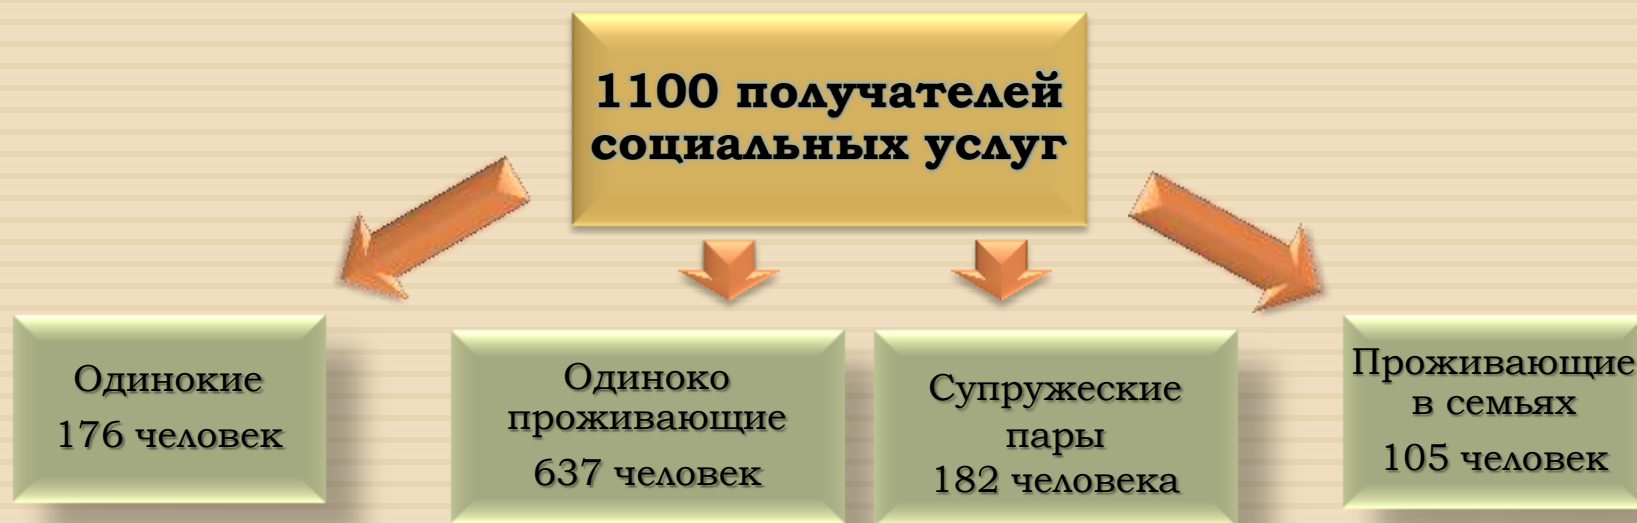 1100 получателей
социальных услуг
Одинокие
176 человек
Одиноко
проживающие
637 человек
Супружеские
пары
182 человека
Проживающие
в семьях
105 человек